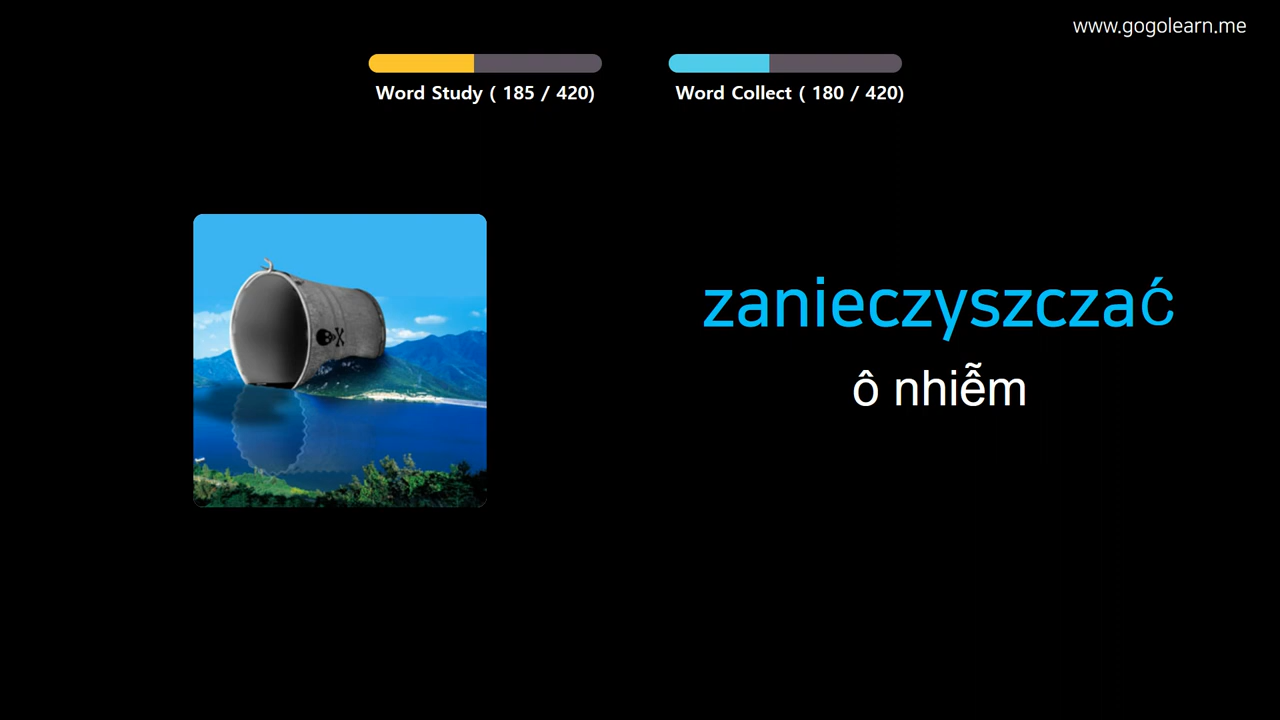 www.gogolearn.me
Word Study ( 185 / 420)
Word Collect ( 180 / 420)
zanieczyszczać
ô nhiễm